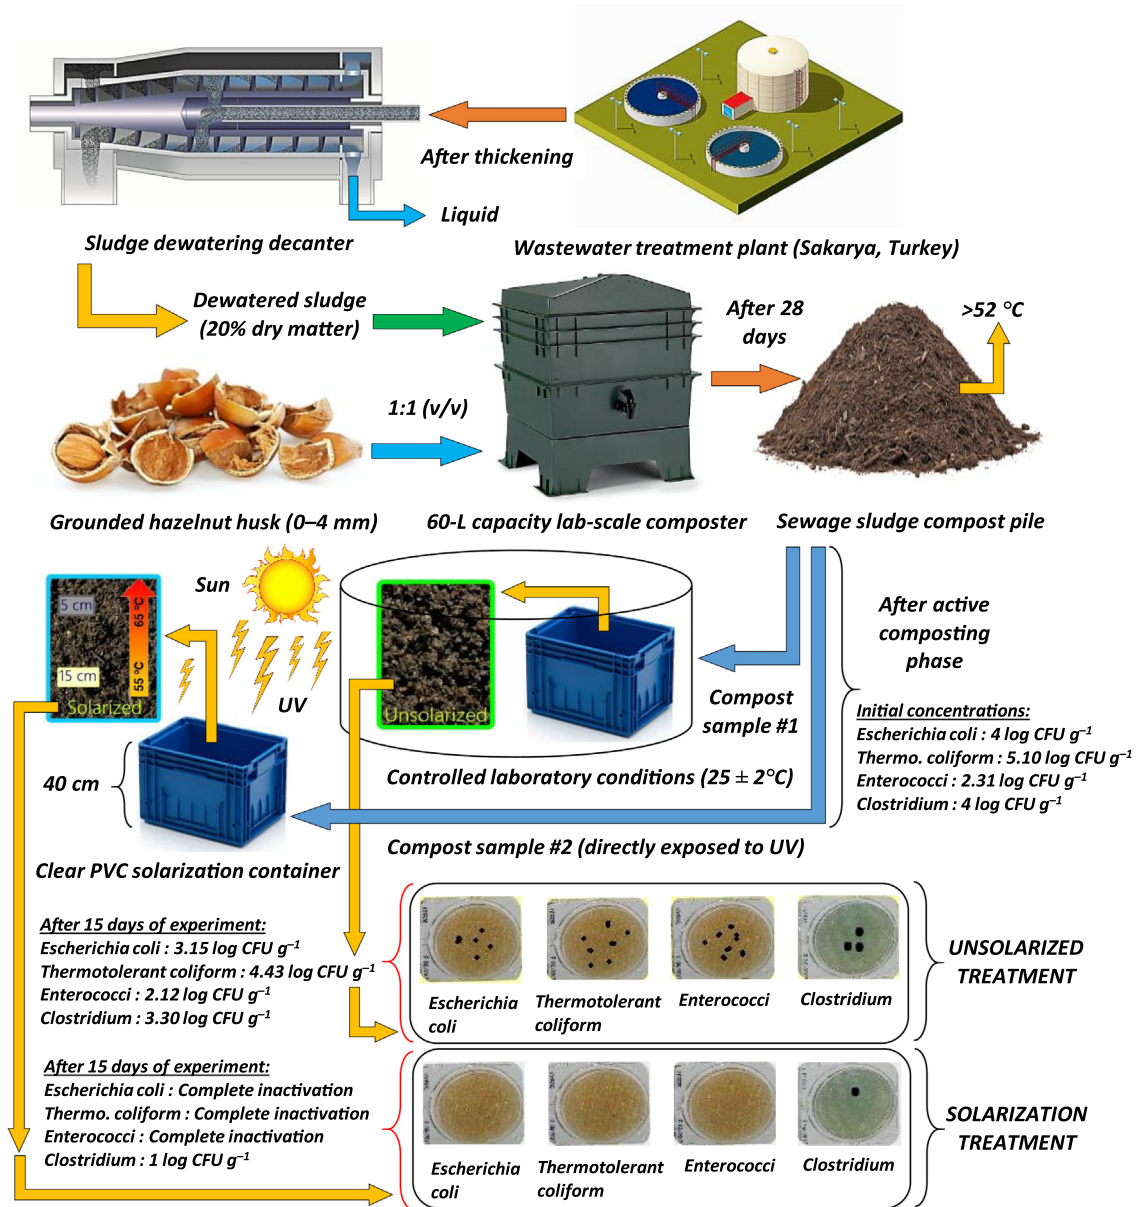 After thickening
Liquid
Sludge dewatering decanter
Wastewater treatment plant (Sakarya, Turkey)
Dewatered sludge
(20% dry matter)
After 28
days
>52 °C
1:1 (v/v)
Grounded hazelnut husk (0–4 mm)
60-L capacity lab-scale composter
Sewage sludge compost pile
5 cm
65 °C
15 cm
55 °C
Solarized
Sun
UV
Unsolarized
Compost
sample #1
After active
composting
phase
Initial concentrations:
Escherichia coli : 4 log CFU g⁻¹
Thermo. coliform : 5.10 log CFU g⁻¹
Enterococci : 2.31 log CFU g⁻¹
Clostridium : 4 log CFU g⁻¹
40 cm
Controlled laboratory conditions (25 ± 2°C)
Compost sample #2 (directly exposed to UV)
Clear PVC solarization container
After 15 days of experiment:
Escherichia coli : 3.15 log CFU g⁻¹
Thermotolerant coliform : 4.43 log CFU g⁻¹
Enterococci : 2.12 log CFU g⁻¹
Clostridium : 3.30 log CFU g⁻¹
Escherichia
coli
Thermotolerant
coliform
Enterococci
Clostridium
UNSOLARIZED
TREATMENT
After 15 days of experiment:
Escherichia coli : Complete inactivation
Thermo. coliform : Complete inactivation
Enterococci : Complete inactivation
Clostridium : 1 log CFU g⁻¹
Escherichia
coli
Thermotolerant
coliform
Enterococci
Clostridium
SOLARIZATION
TREATMENT